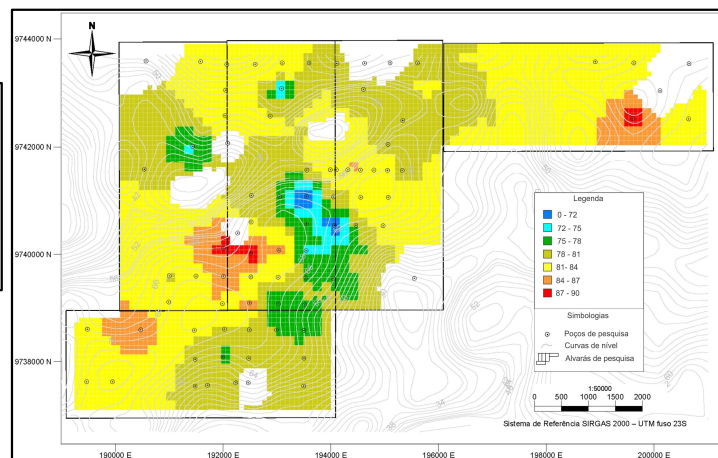 9744000 N
N
9742000 N
9740000 N
9738000 N
Legenda
0 - 72
72 - 75
75 - 78
78 - 81
81- 84
84 - 87
87 - 90
Simbologias
Poços de pesquisa
Curvas de nível
Alvarás de pesquisa
1:50000
0 500 1000 1500 2000
Sistema de Referência SIRGAS 2000 – UTM fuso 23S
190000 E 192000 E 194000 E 196000 E 198000 E 200000 E